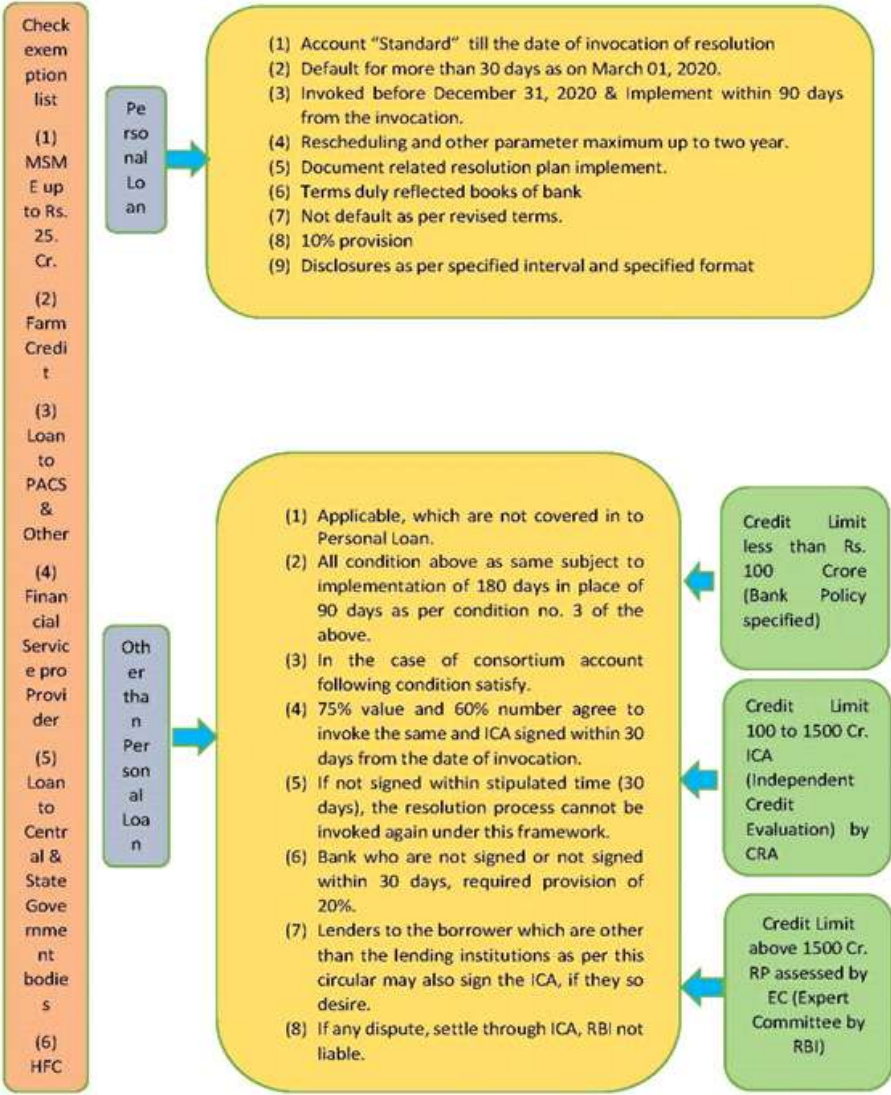 Check
exem
ption
list
(1)
MSM
E up
to Rs.
25.
Cr.
(2)
Farm
Credi
t
(3)
Loan
to
PACS
&
Other
(4)
Finan
cial
Servic
e pro
Provi
der
(5)
Loan
to
Centr
al &
State
Gove
rnme
nt
bodie
s
(6)
HFC
Pe
rso
nal
Lo
an
(1) Account “Standard” till the date of invocation of resolution
(2) Default for more than 30 days as on March 01, 2020.
(3) Invoked before December 31, 2020 & Implement within 90 days
from the invocation.
(4) Rescheduling and other parameter maximum up to two year.
(5) Document related resolution plan implement.
(6) Terms duly reflected books of bank
(7) Not default as per revised terms.
(8) 10% provision
(9) Disclosures as per specified interval and specified format
Oth
er
tha
n
Per
son
al
Loa
n
(1) Applicable, which are not covered in to
Personal Loan.
(2) All condition above as same subject to
implementation of 180 days in place of
90 days as per condition no. 3 of the
above.
(3) In the case of consortium account
following condition satisfy.
(4) 75% value and 60% number agree to
invoke the same and ICA signed within 30
days from the date of invocation.
(5) If not signed within stipulated time (30
days), the resolution process cannot be
invoked again under this framework.
(6) Bank who are not signed or not signed
within 30 days, required provision of
20%.
(7) Lenders to the borrower which are other
than the lending institutions as per this
circular may also sign the ICA, if they so
desire.
(8) If any dispute, settle through ICA, RBI not
liable.
Credit Limit
less than Rs.
100 Crore
(Bank Policy
specified)
Credit Limit
100 to 1500 Cr.
ICA
(Independent
Credit
Evaluation) by
CRA
Credit Limit
above 1500 Cr.
RP assessed by
EC (Expert
Committee by
RBI)